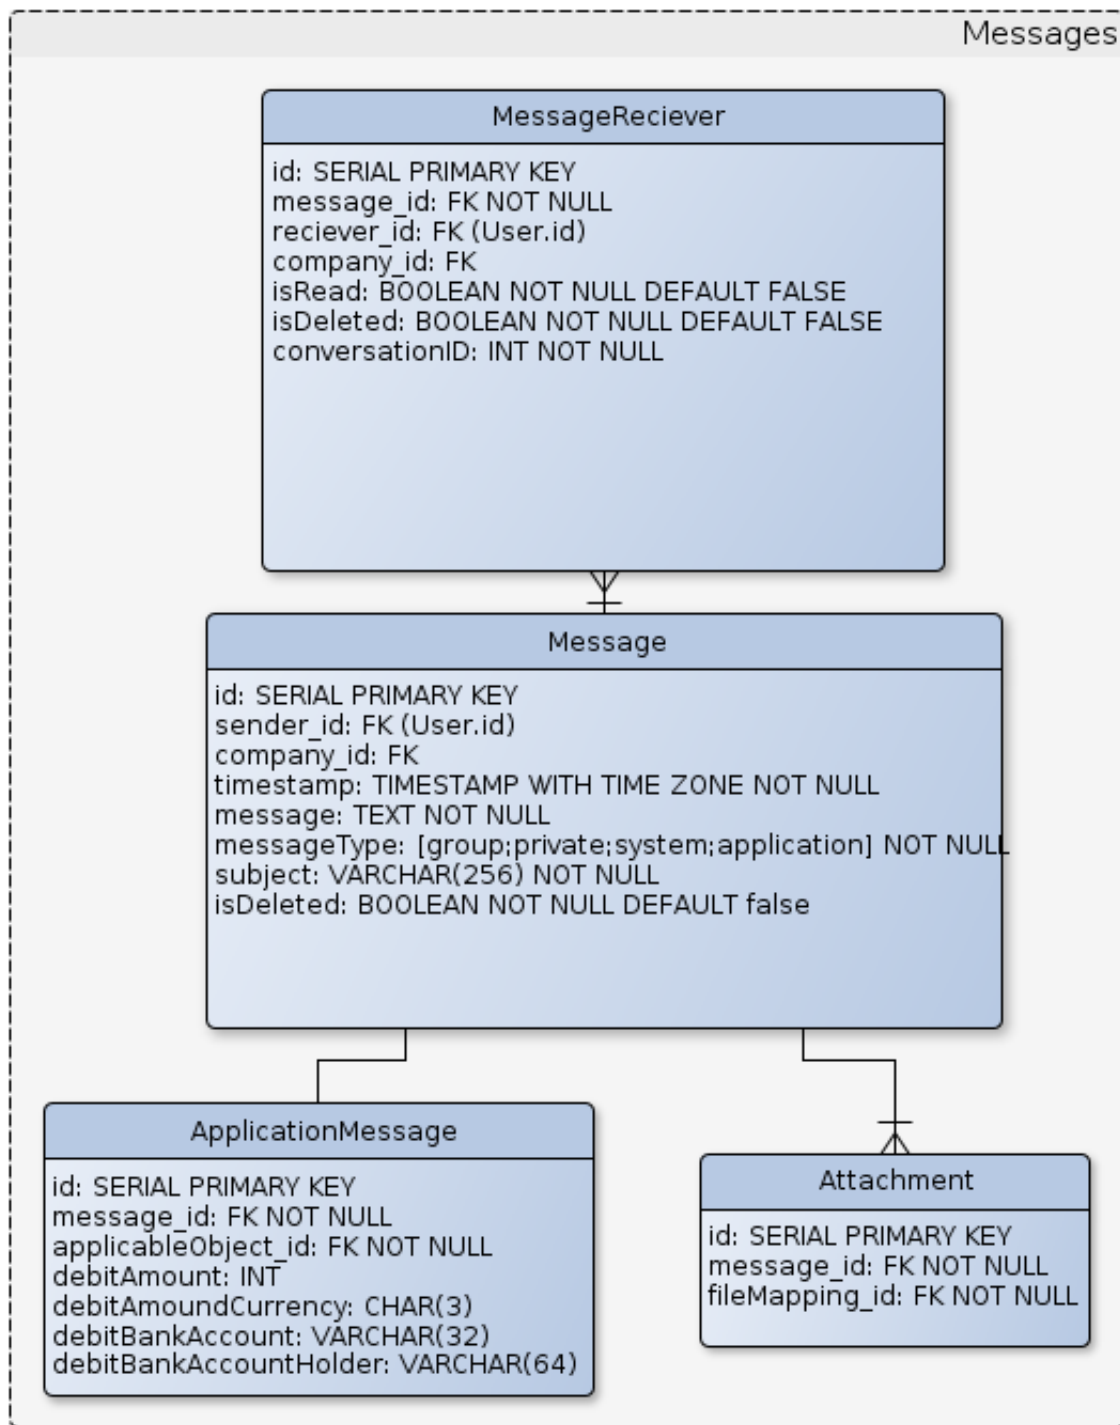 Messages
MessageReciever
id: SERIAL PRIMARY KEY
message_id: FK NOT NULL
reciever_id: FK (User.id)
company_id: FK
isRead: BOOLEAN NOT NULL DEFAULT FALSE
isDeleted: BOOLEAN NOT NULL DEFAULT FALSE
conversationID: INT NOT NULL
Message
id: SERIAL PRIMARY KEY
sender_id: FK (User.id)
company_id: FK
timestamp: TIMESTAMP WITH TIME ZONE NOT NULL
message: TEXT NOT NULL
messageType: [group;private;system;application] NOT NULL
subject: VARCHAR(256) NOT NULL
isDeleted: BOOLEAN NOT NULL DEFAULT false
ApplicationMessage
id: SERIAL PRIMARY KEY
message_id: FK NOT NULL
applicableObject_id: FK NOT NULL
debitAmount: INT
debitAmoundCurrency: CHAR(3)
debitBankAccount: VARCHAR(32)
debitBankAccountHolder: VARCHAR(64)
Attachment
id: SERIAL PRIMARY KEY
message_id: FK NOT NULL
fileMapping_id: FK NOT NULL